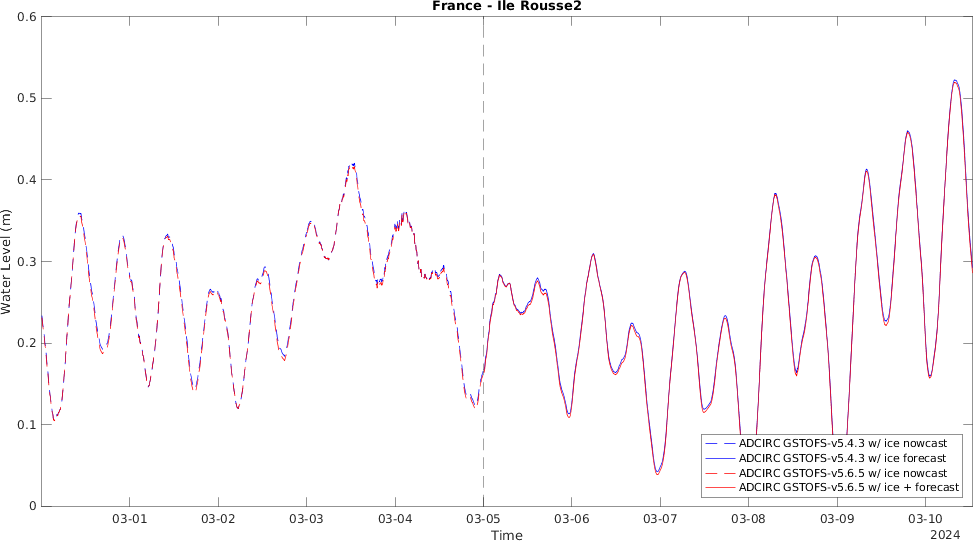 France - Ile Rousse2
Water Level (m)
0.6
0.5
0.4
0.3
0.2
0.1
0
ADCIRC GSTOFS-v5.4.3 w/ ice nowcast
ADCIRC GSTOFS-v5.4.3 w/ ice forecast
ADCIRC GSTOFS-v5.6.5 w/ ice nowcast
ADCIRC GSTOFS-v5.6.5 w/ ice + forecast
03-01 03-02 03-03 03-04 03-05 03-06 03-07 03-08 03-09 03-10
2024
Time